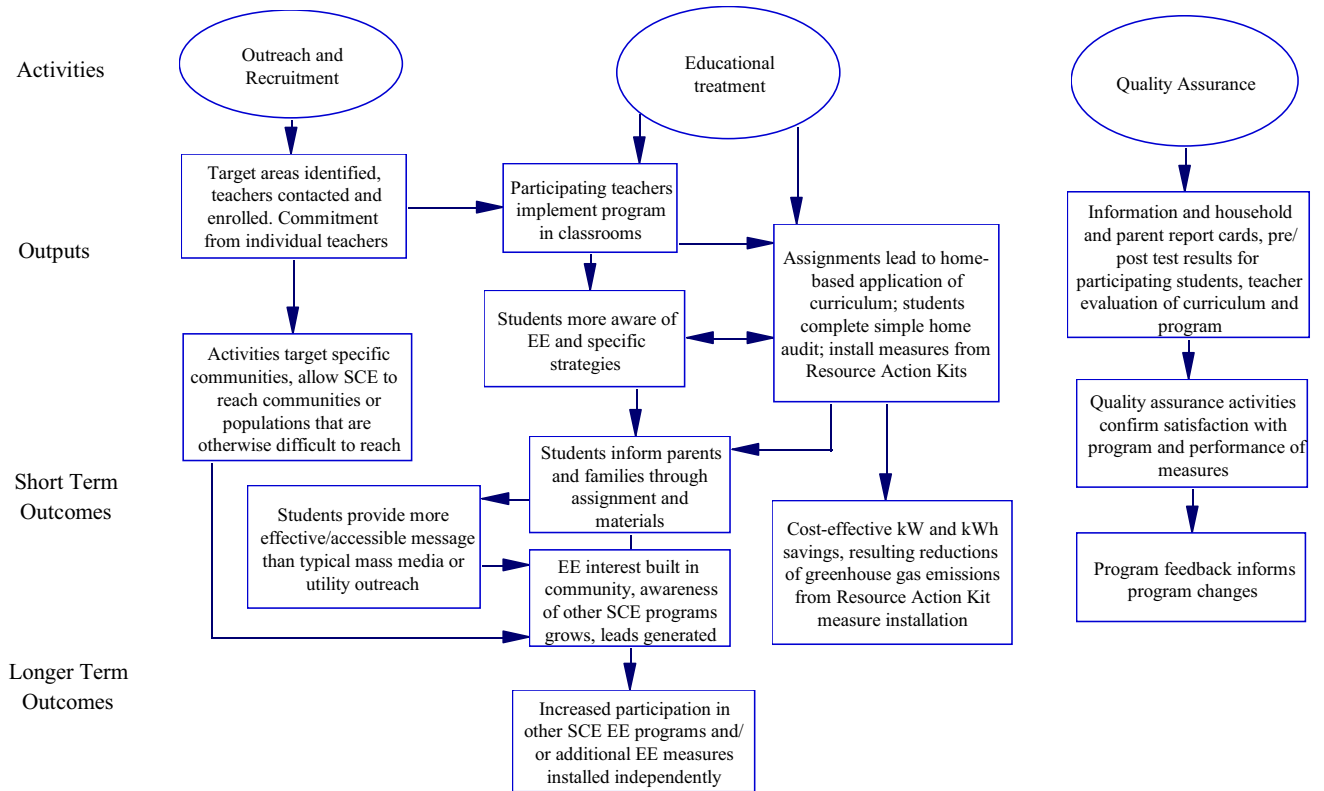 Activities
Outreach and
Recruitment
Educational
treatment
Quality Assurance
Outputs
Target areas identified,
teachers contacted and
enrolled. Commitment
from individual teachers
Participating teachers
implement program
in classrooms
Assignments lead to home-
based application of
curriculum; students
complete simple home
audit; install measures from
Resource Action Kits
Information and household
and parent report cards, pre/
post test results for
participating students, teacher
evaluation of curriculum and
program
Students more aware of
EE and specific
strategies
Activities target specific
communities, allow SCE to
reach communities or
populations that are
otherwise difficult to reach
Quality assurance activities
confirm satisfaction with
program and performance of
measures
Short Term
Outcomes
Students inform parents
and families through
assignment and
materials
Students provide more
effective/accessible message
than typical mass media or
utility outreach
EE interest built in
community, awareness
of other SCE programs
grows, leads generated
Cost-effective kW and kWh
savings, resulting reductions
of greenhouse gas emissions
from Resource Action Kit
measure installation
Program feedback informs
program changes
Longer Term
Outcomes
Increased participation in
other SCE EE programs and/
or additional EE measures
installed independently